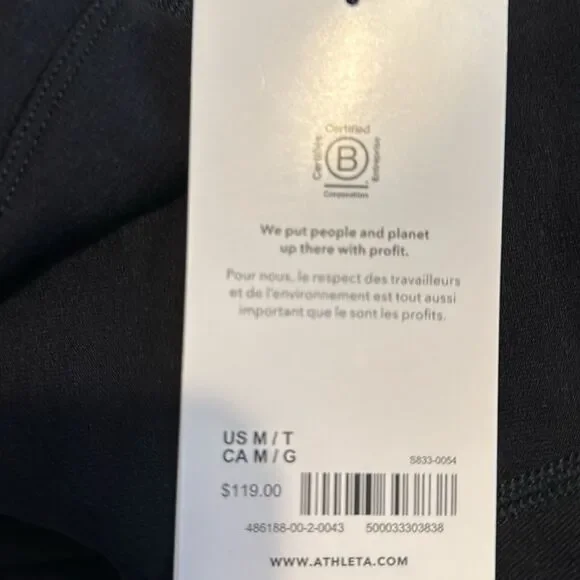 Certified
Certifiée
B
Entreprise
Corporation
We put people and planet
up there with profit.
Pour nous, le respect des travailleurs
et de l'environnement est tout aussi
important que le sont les profits.
US M / T
CA M / G
S833-0054
$119.00
486188-00-2-0043 500033303838
WWW.ATHLETA.COM